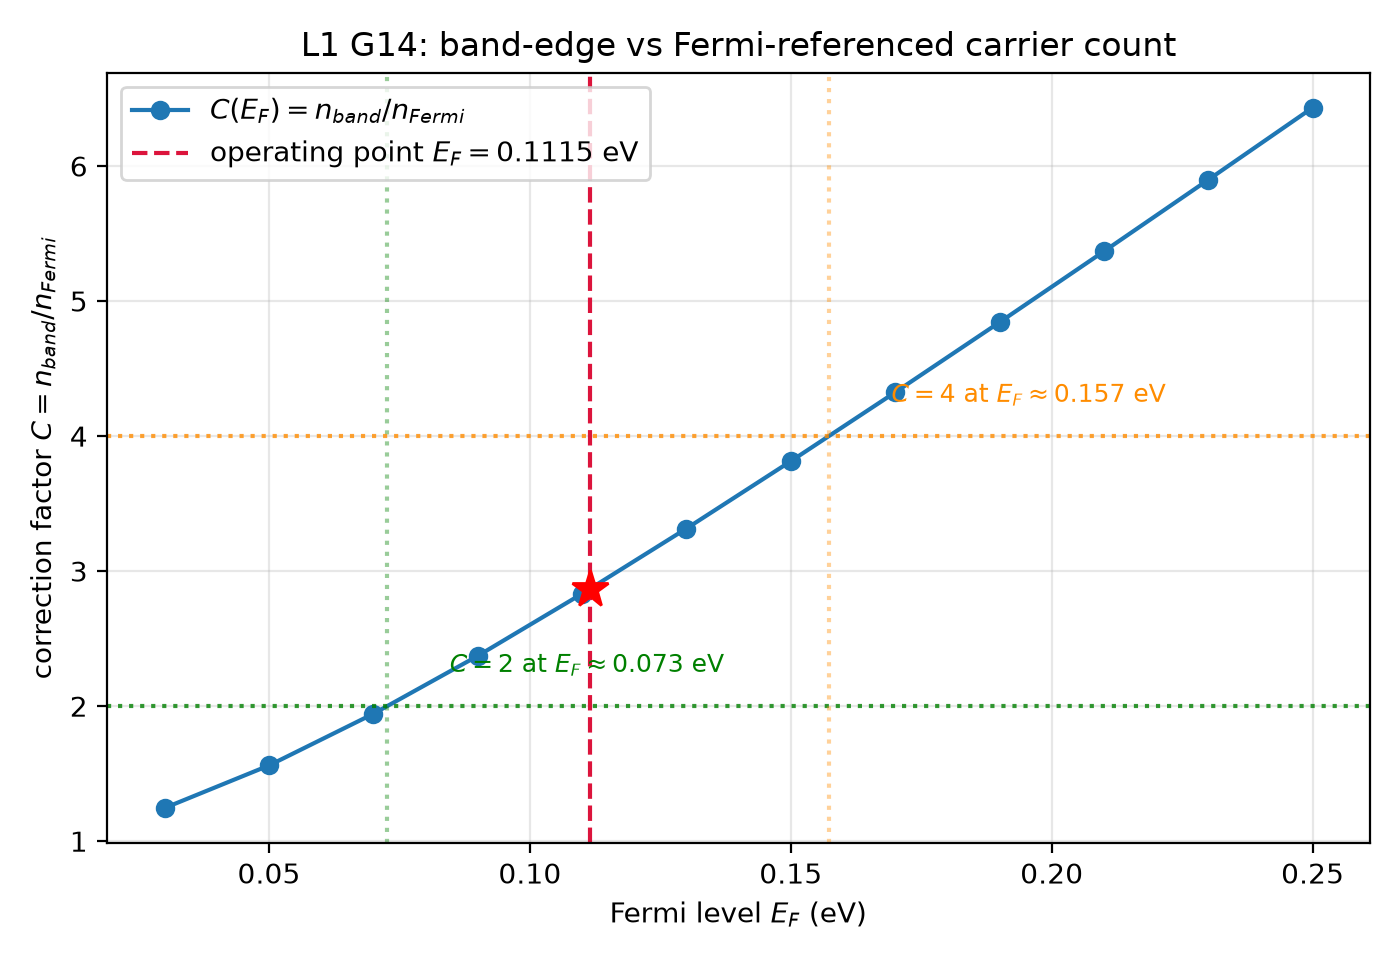 L1 G14: band-edge vs Fermi-referenced carrier count
C(E_F) = n_band/n_Fermi
operating point E_F = 0.1115 eV
correction factor C = n_band/n_Fermi
6
5
4
3
2
1
C = 4 at E_F ≈ 0.157 eV
C = 2 at E_F ≈ 0.073 eV
0.05 0.10 0.15 0.20 0.25
Fermi level E_F (eV)